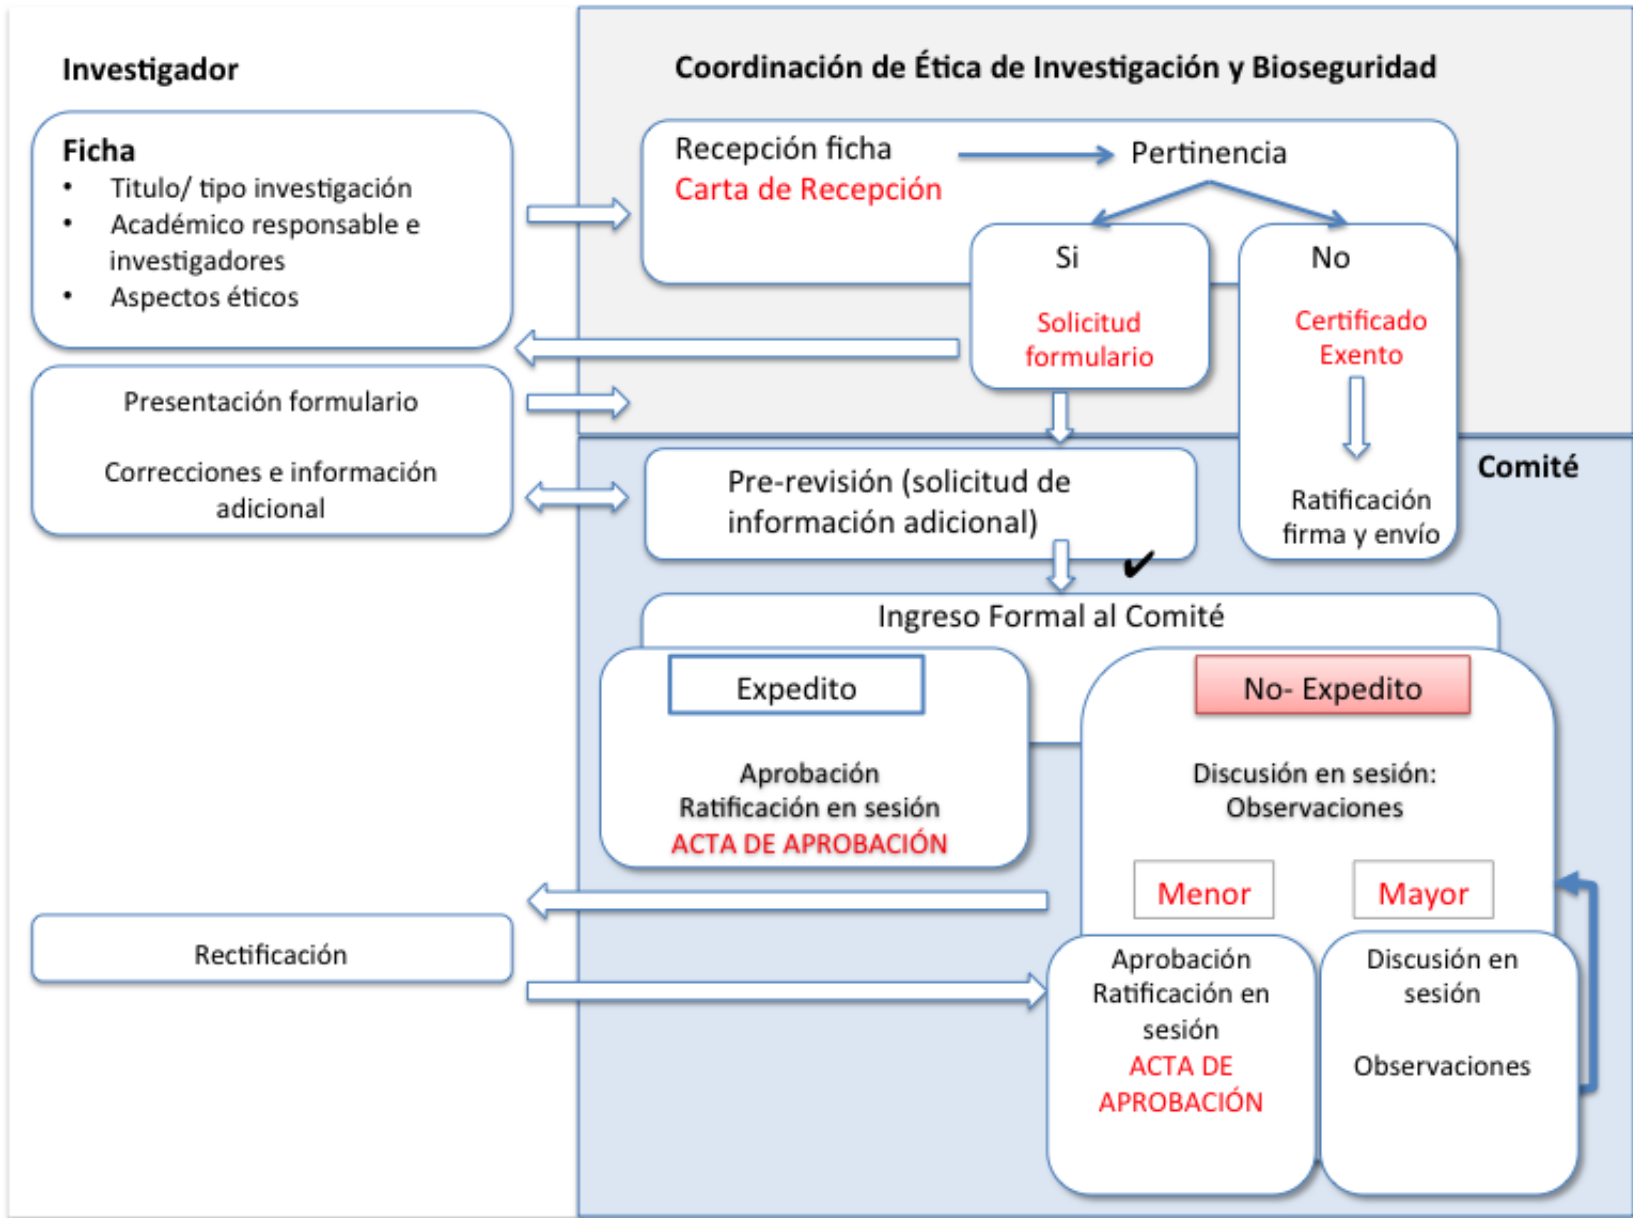 Investigador
Ficha
• Titulo/ tipo investigación
• Académico responsable e
investigadores
• Aspectos éticos
Presentación formulario
Correcciones e información
adicional
Rectificación
Coordinación de Ética de Investigación y Bioseguridad
Recepción ficha
Carta de Recepción
Pertinencia
Si
Solicitud
formulario
No
Certificado
Exento
Ratificación
firma y envío
Comité
Pre-revisión (solicitud de
información adicional)
✔
Ingreso Formal al Comité
Expedito
Aprobación
Ratificación en sesión
ACTA DE APROBACIÓN
No- Expedito
Discusión en sesión:
Observaciones
Menor
Aprobación
Ratificación en
sesión
ACTA DE
APROBACIÓN
Mayor
Discusión en
sesión
Observaciones